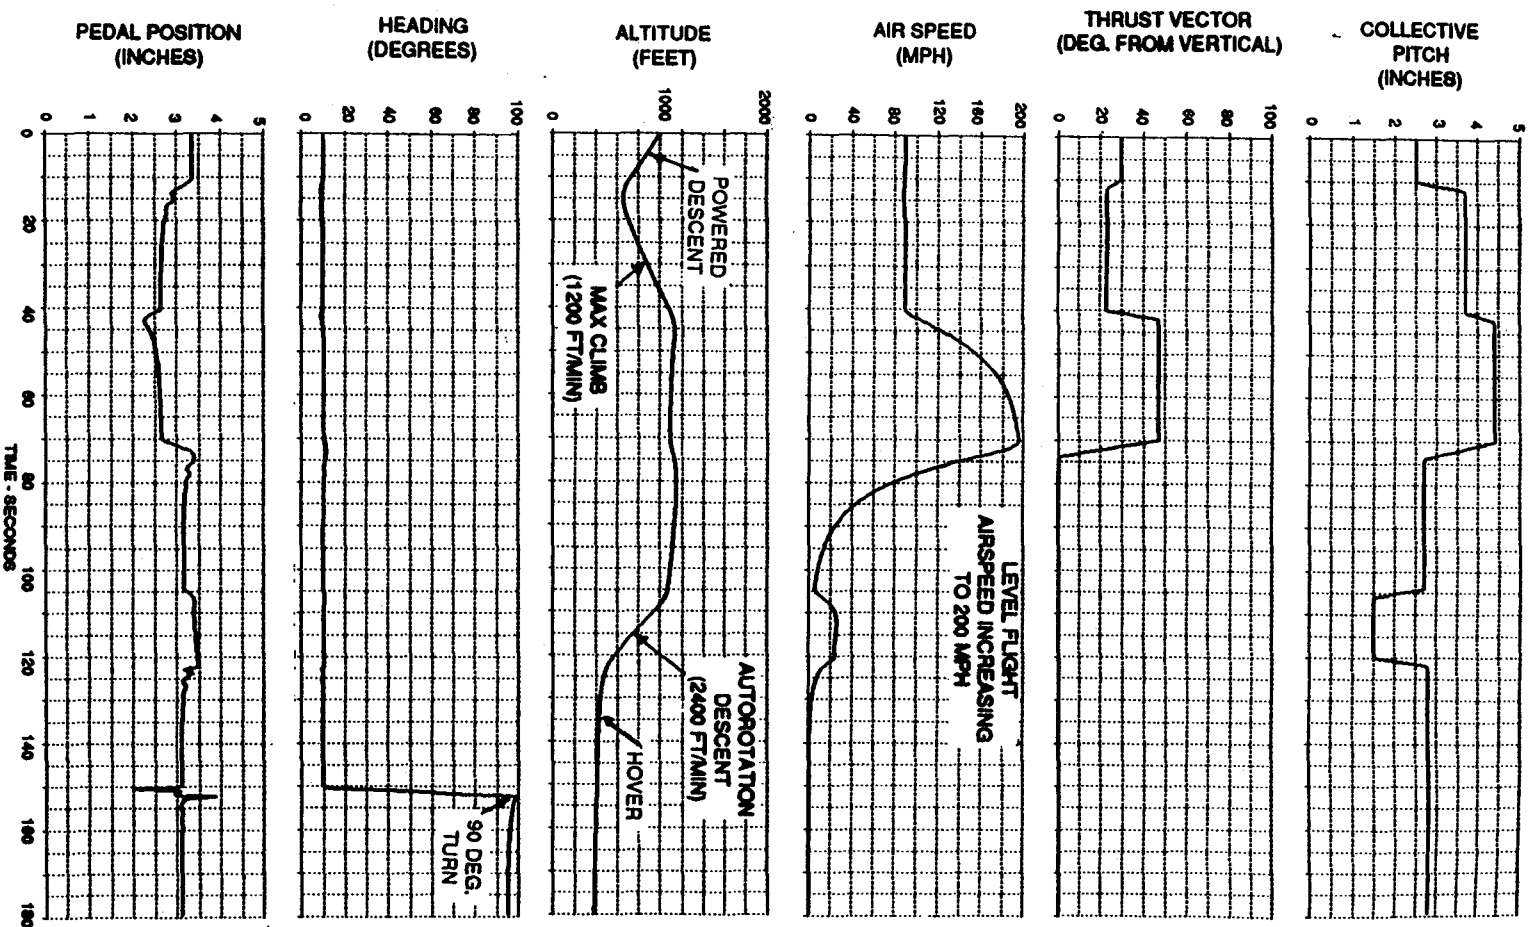 PEDAL POSITION
(INCHES)
0 1 2 3 4 5
HEADING
(DEGREES)
0 20 40 60 80 100
90 DEG.
TURN
ALTITUDE
(FEET)
0 1000 2000
POWERED
DESCENT
MAX CLIMB
(1200 FT/MIN)
AUTOROTATION
DESCENT
(2400 FT/MIN)
HOVER
AIR SPEED
(MPH)
0 40 80 120 160 200
LEVEL FLIGHT
AIRSPEED INCREASING
TO 200 MPH
THRUST VECTOR
(DEG. FROM VERTICAL)
0 20 40 60 80 100
COLLECTIVE
PITCH
(INCHES)
0 1 2 3 4 5
0 20 40 60 80 100 120 140 160 180
TIME - SECONDS